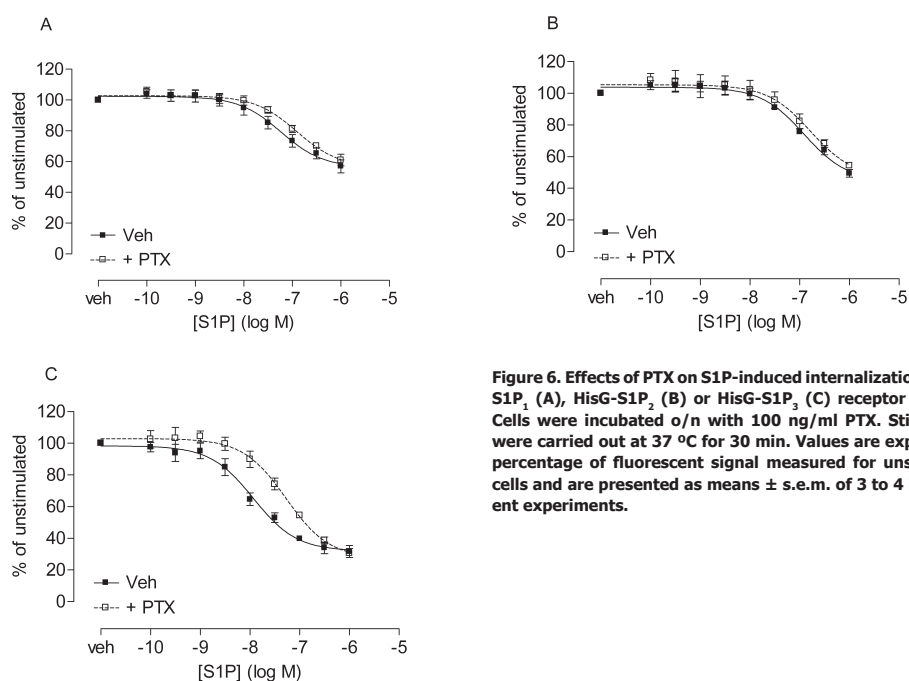 A
120
100
80
60
40
20
0
% of unstimulated
Veh
+ PTX
veh -10 -9 -8 -7 -6 -5
[S1P] (log M)
B
120
100
80
60
40
20
0
% of unstimulated
Veh
+ PTX
veh -10 -9 -8 -7 -6 -5
[S1P] (log M)
C
120
100
80
60
40
20
0
% of unstimulated
Veh
+ PTX
veh -10 -9 -8 -7 -6 -5
[S1P] (log M)
Figure 6. Effects of PTX on S1P-induced internalizatio
S1P₁ (A), HisG-S1P₂ (B) or HisG-S1P₃ (C) receptor
Cells were incubated o/n with 100 ng/ml PTX. Sti
were carried out at 37 ºC for 30 min. Values are exp
percentage of fluorescent signal measured for uns
cells and are presented as means ± s.e.m. of 3 to 4
ent experiments.